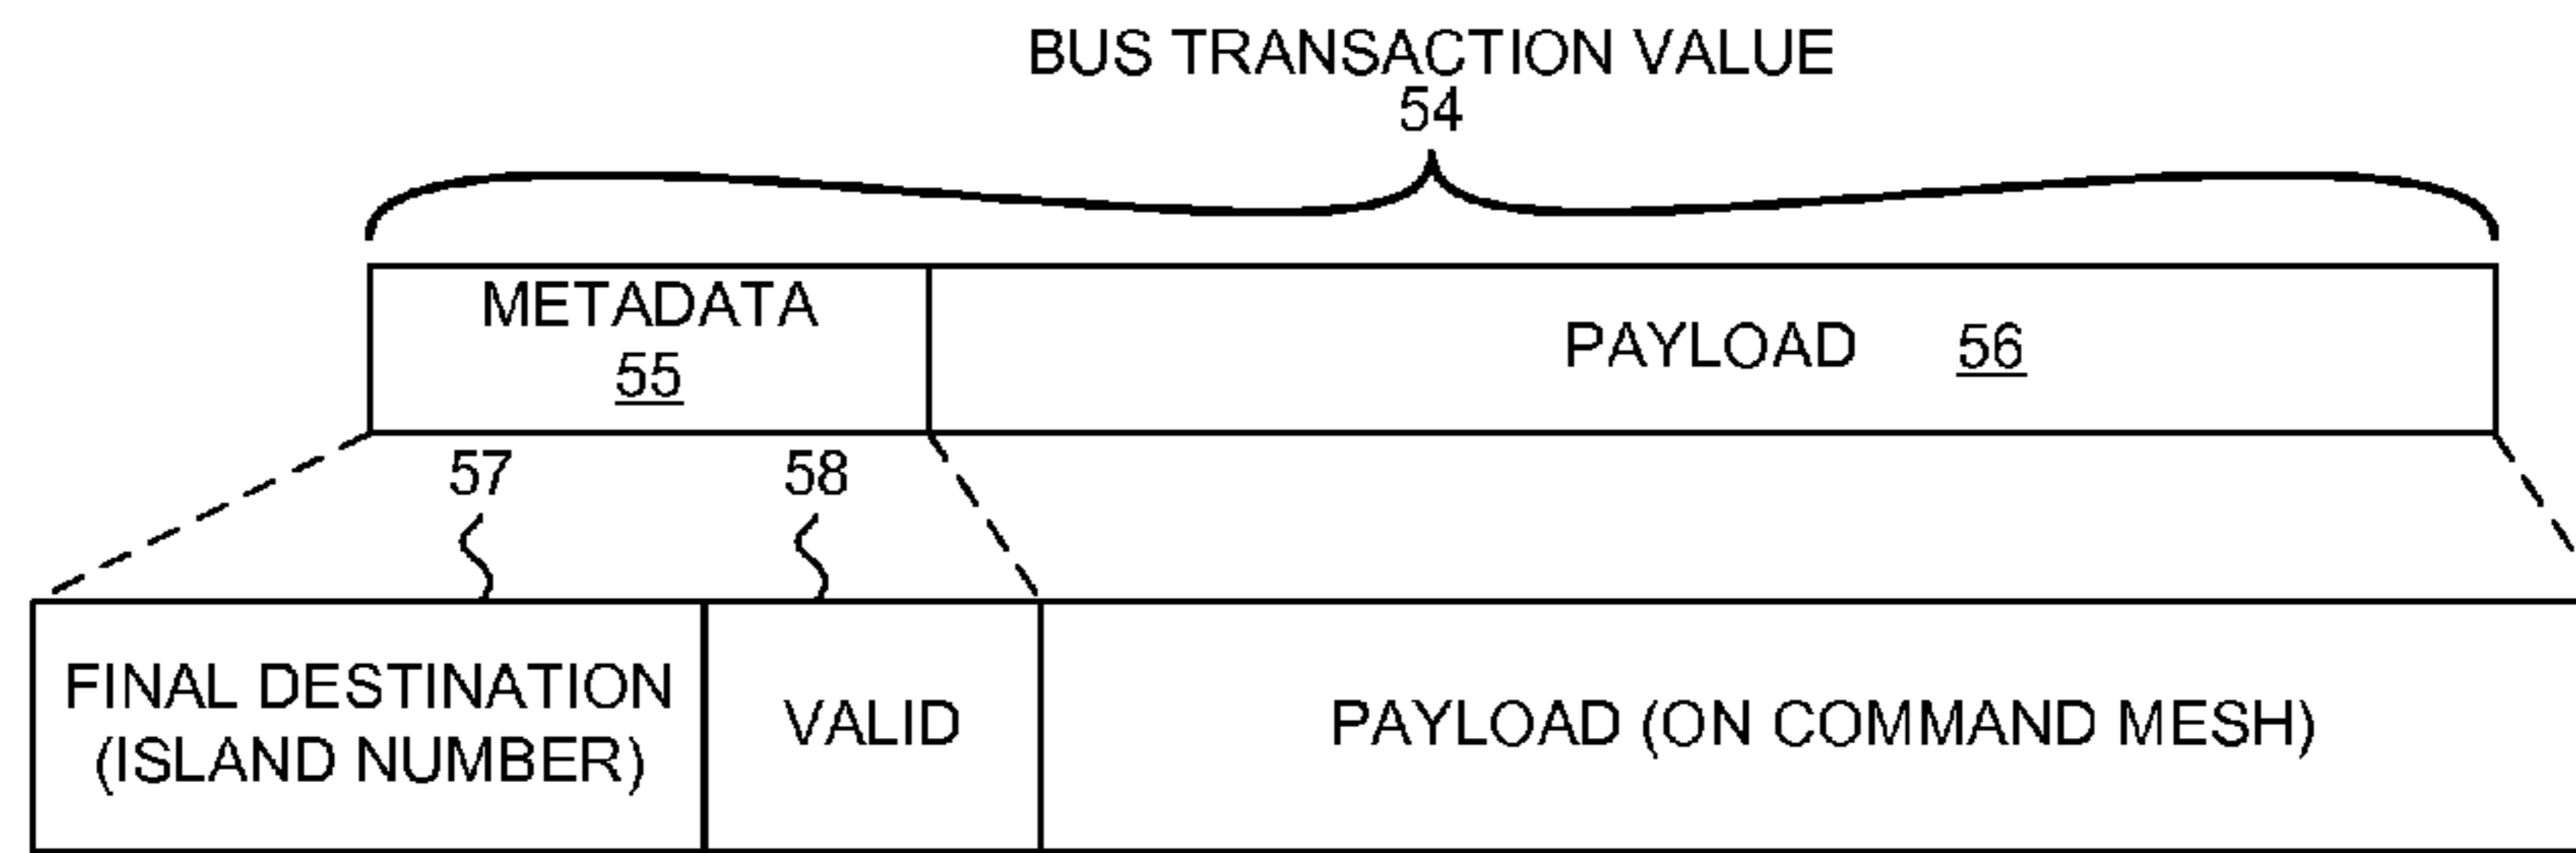 BUS TRANSACTION VALUE
54
METADATA
55
PAYLOAD 56
57 58
FINAL DESTINATION
(ISLAND NUMBER)
VALID
PAYLOAD (ON COMMAND MESH)